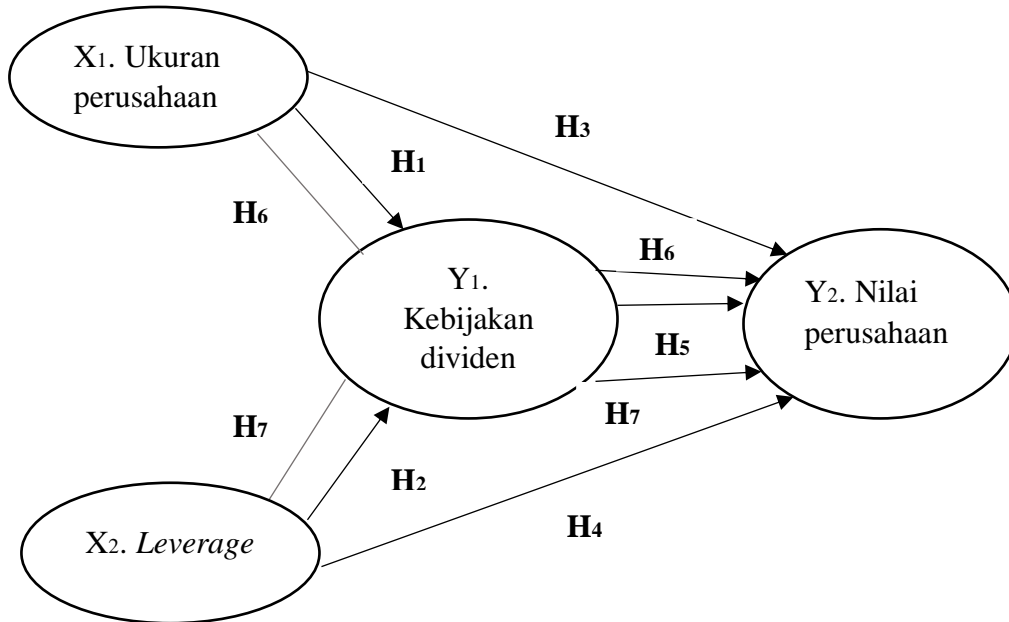 X1. Ukuran
perusahaan
H3
H1
H6
H6
Y1.
Kebijakan
dividen
Y2. Nilai
perusahaan
H5
H7
H7
H2
H4
X2. Leverage